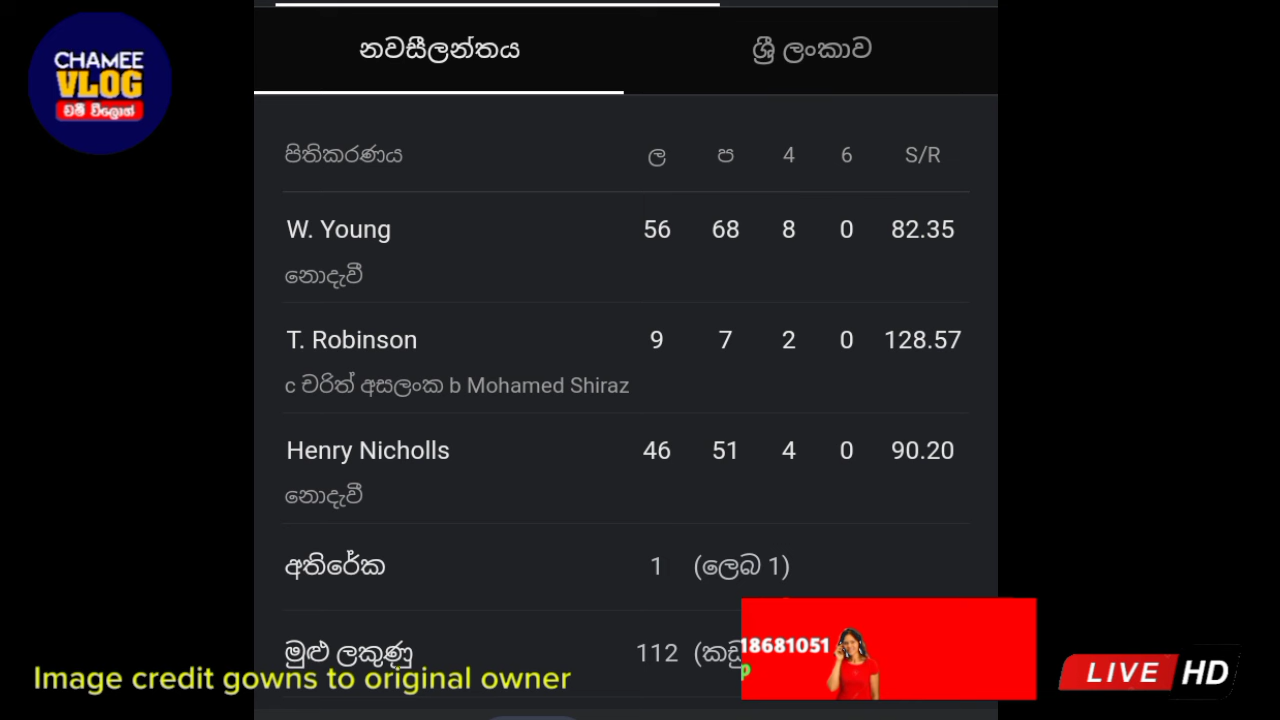 CHAMEE
VLOG
චමී වීලොග්
නවසීලන්තය ශ්‍රී ලංකාව
පිතිකරණය ල ප 4 6 S/R
W. Young 56 68 8 0 82.35
නොදැවී
T. Robinson 9 7 2 0 128.57
c චරිත් අසලංක b Mohamed Shiraz
Henry Nicholls 46 51 4 0 90.20
නොදැවී
අතිරේක 1 (ලෙබ 1)
මුළු ලකුණු 112
18681051
Image credit gowns to original owner
LIVE HD